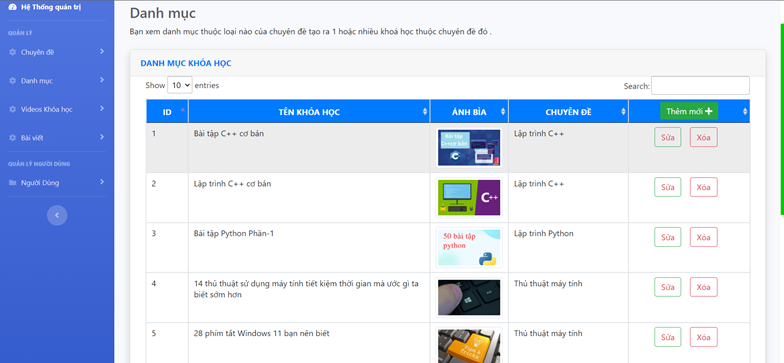 Hệ Thống quản trị
QUẢN LÝ
Chuyên đề
Danh mục
Videos Khóa học
Bài viết
QUẢN LÝ NGƯỜI DÙNG
Người Dùng
Danh mục
Bạn xem danh mục thuộc loại nào của chuyên đề tạo ra 1 hoặc nhiều khoá học thuộc chuyên đề đó .
DANH MỤC KHÓA HỌC
Show 10 entries
Search:
ID TÊN KHÓA HỌC ẢNH BÌA CHUYÊN ĐỀ Thêm mới
1 Bài tập C++ cơ bản Lập trình C++ Sửa Xóa
2 Lập trình C++ cơ bản C++ Lập trình C++ Sửa Xóa
3 Bài tập Python Phần-1 Lập trình Python Sửa Xóa
50 bài tập
python
4 14 thủ thuật sử dụng máy tính tiết kiệm thời gian mà ước gì ta Thủ thuật máy tính Sửa Xóa
biết sớm hơn
5 28 phím tắt Windows 11 bạn nên biết Thủ thuật máy tính Sửa Xóa